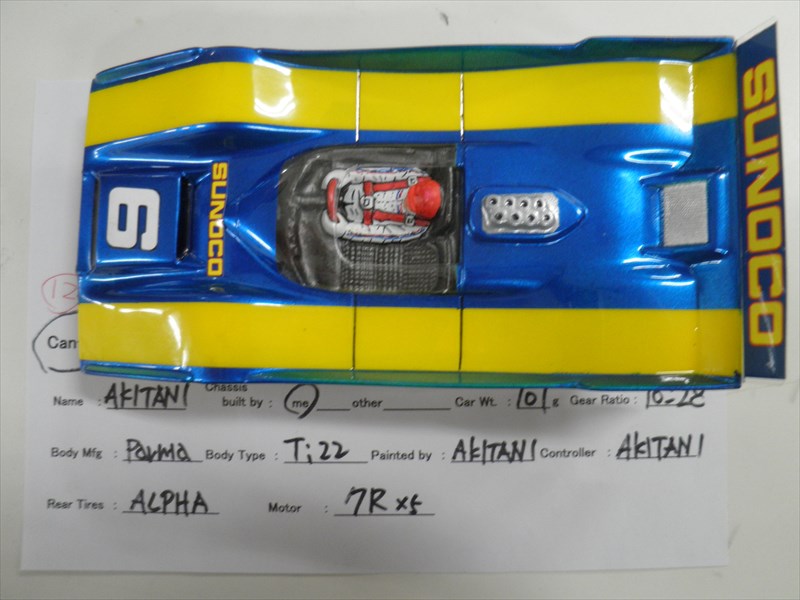 SUNOCO
6
SUNOCO
12
Can
Name : AKITANI Chassis built by : me other Car Wt. : 101 g Gear Ratio : 10-28
Body Mfg : Parma Body Type : Ti22 Painted by : AKITANI Controller : AKITANI
Rear Tires : ALPHA Motor : 7R x5